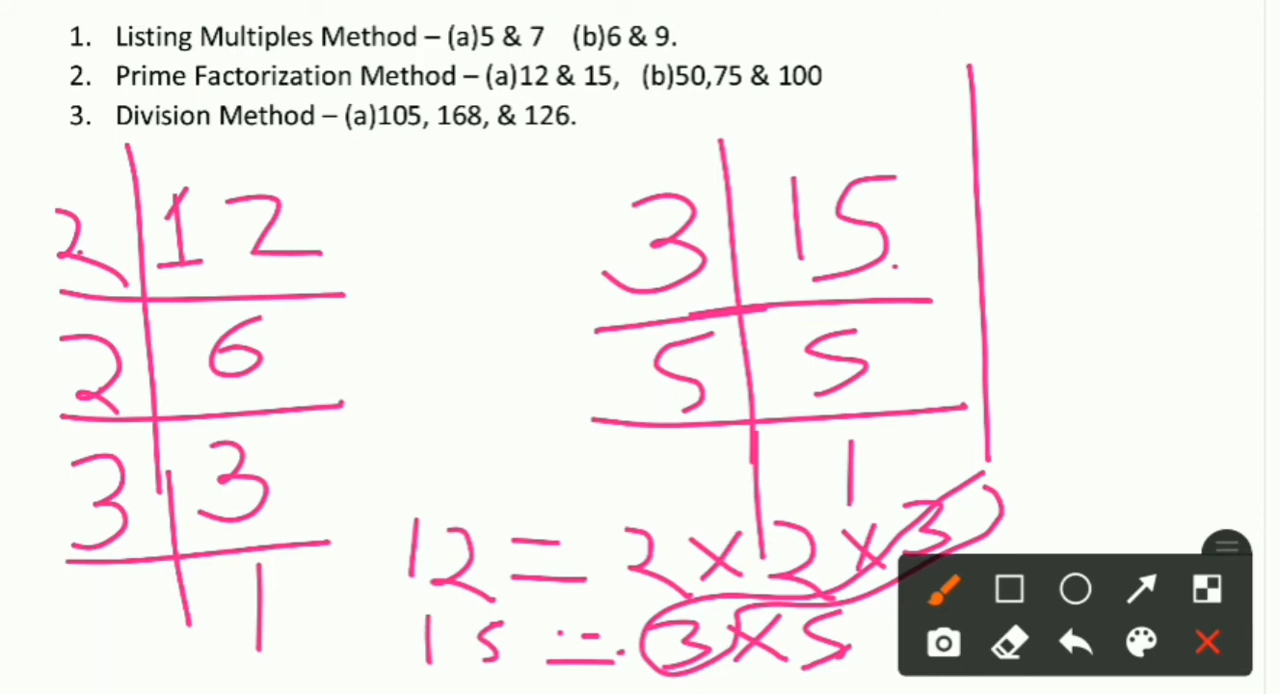 1. Listing Multiples Method – (a)5 & 7 (b)6 & 9.
2. Prime Factorization Method – (a)12 & 15, (b)50,75 & 100
3. Division Method – (a)105, 168, & 126.
2 12
2 6
3 3
1
3 15
5 5
1
12 = 2 × 2 × 3
15 = 3 × 5